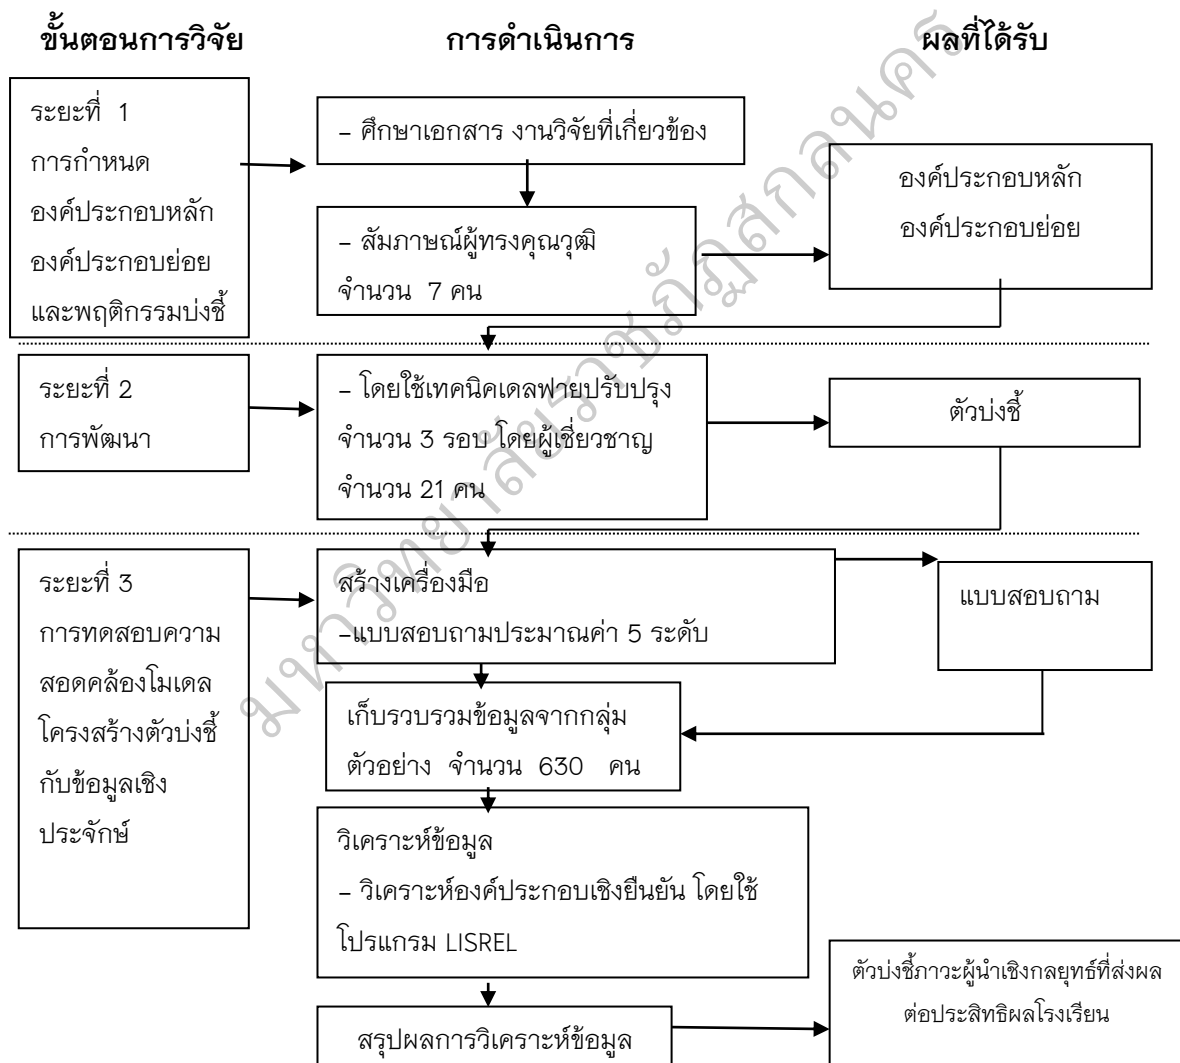 ขั้นตอนการวิจัย การดำเนินการ ผลที่ได้รับ
ระยะที่ 1
การกำหนด
องค์ประกอบหลัก
องค์ประกอบย่อย
และพฤติกรรมบ่งชี้
– ศึกษาเอกสาร งานวิจัยที่เกี่ยวข้อง
– สัมภาษณ์ผู้ทรงคุณวุฒิ
จำนวน 7 คน
องค์ประกอบหลัก
องค์ประกอบย่อย
ระยะที่ 2
การพัฒนา
– โดยใช้เทคนิคเดลฟายปรับปรุง
จำนวน 3 รอบ โดยผู้เชี่ยวชาญ
จำนวน 21 คน
ตัวบ่งชี้
ระยะที่ 3
การทดสอบความ
สอดคล้องโมเดล
โครงสร้างตัวบ่งชี้
กับข้อมูลเชิง
ประจักษ์
สร้างเครื่องมือ
–แบบสอบถามประมาณค่า 5 ระดับ
แบบสอบถาม
เก็บรวบรวมข้อมูลจากกลุ่ม
ตัวอย่าง จำนวน 630 คน
วิเคราะห์ข้อมูล
– วิเคราะห์องค์ประกอบเชิงยืนยัน โดยใช้
โปรแกรม LISREL
สรุปผลการวิเคราะห์ข้อมูล
ตัวบ่งชี้ภาวะผู้นำเชิงกลยุทธ์ที่ส่งผล
ต่อประสิทธิผลโรงเรียน
มหาวิทยาลัยราชภัฏสกลนคร